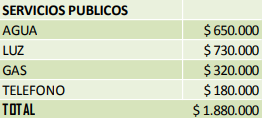 SERVICIOS PUBLICOS
AGUA $ 650.000
LUZ $ 730.000
GAS $ 320.000
TELEFONO $ 180.000
TOTAL $ 1.880.000